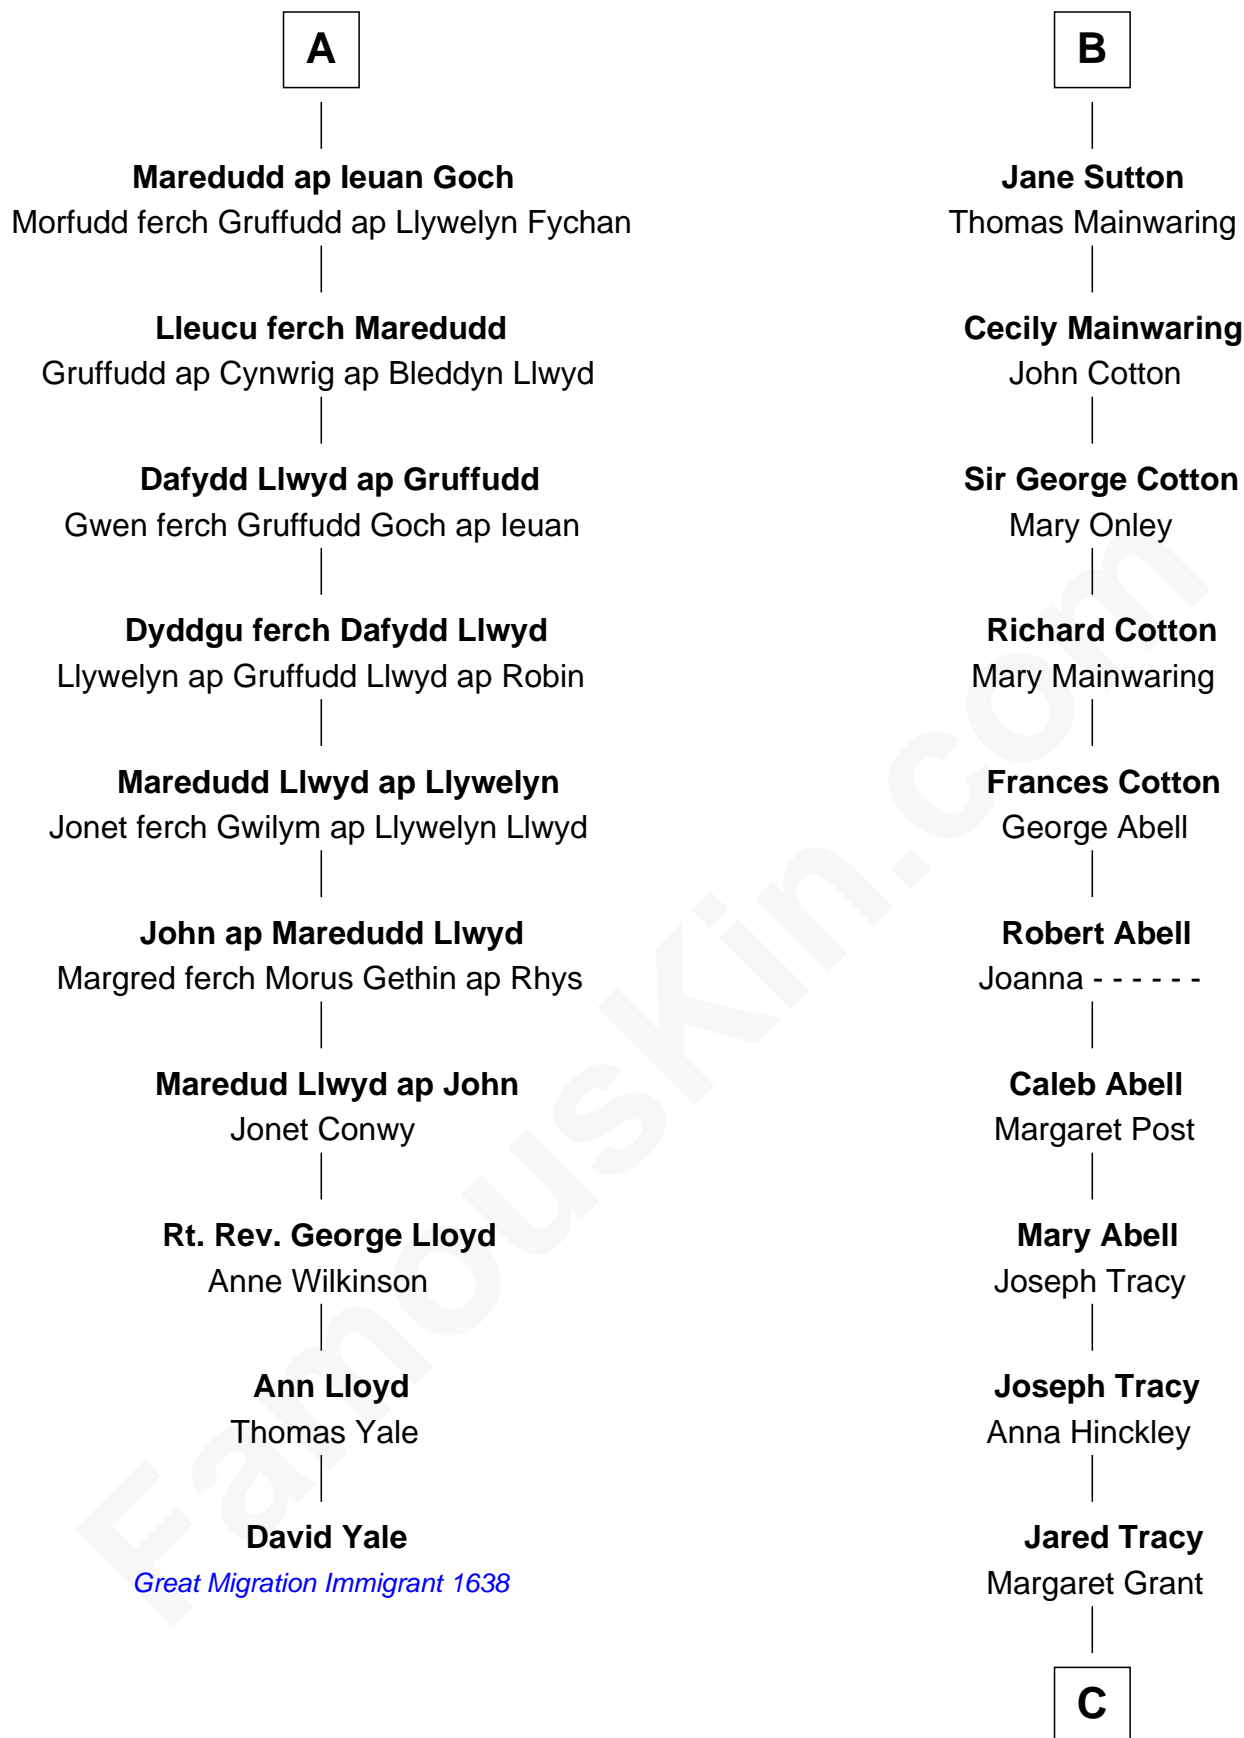 A
Maredudd ap Ieuan Goch
Morfudd ferch Gruffudd ap Llywelyn Fychan
Lleucu ferch Maredudd
Gruffudd ap Cynwrig ap Bleddyn Llwyd
Dafydd Llwyd ap Gruffudd
Gwen ferch Gruffudd Goch ap Ieuan
Dyddgu ferch Dafydd Llwyd
Llywelyn ap Gruffudd Llwyd ap Robin
Maredudd Llwyd ap Llywelyn
Jonet ferch Gwilym ap Llywelyn Llwyd
John ap Maredudd Llwyd
Margred ferch Morus Gethin ap Rhys
Maredud Llwyd ap John
Jonet Conwy
Rt. Rev. George Lloyd
Anne Wilkinson
Ann Lloyd
Thomas Yale
David Yale
Great Migration Immigrant 1638
B
Jane Sutton
Thomas Mainwaring
Cecily Mainwaring
John Cotton
Sir George Cotton
Mary Onley
Richard Cotton
Mary Mainwaring
Frances Cotton
George Abell
Robert Abell
Joanna - - - - - -
Caleb Abell
Margaret Post
Mary Abell
Joseph Tracy
Joseph Tracy
Anna Hinckley
Jared Tracy
Margaret Grant
C
FamousKin.com